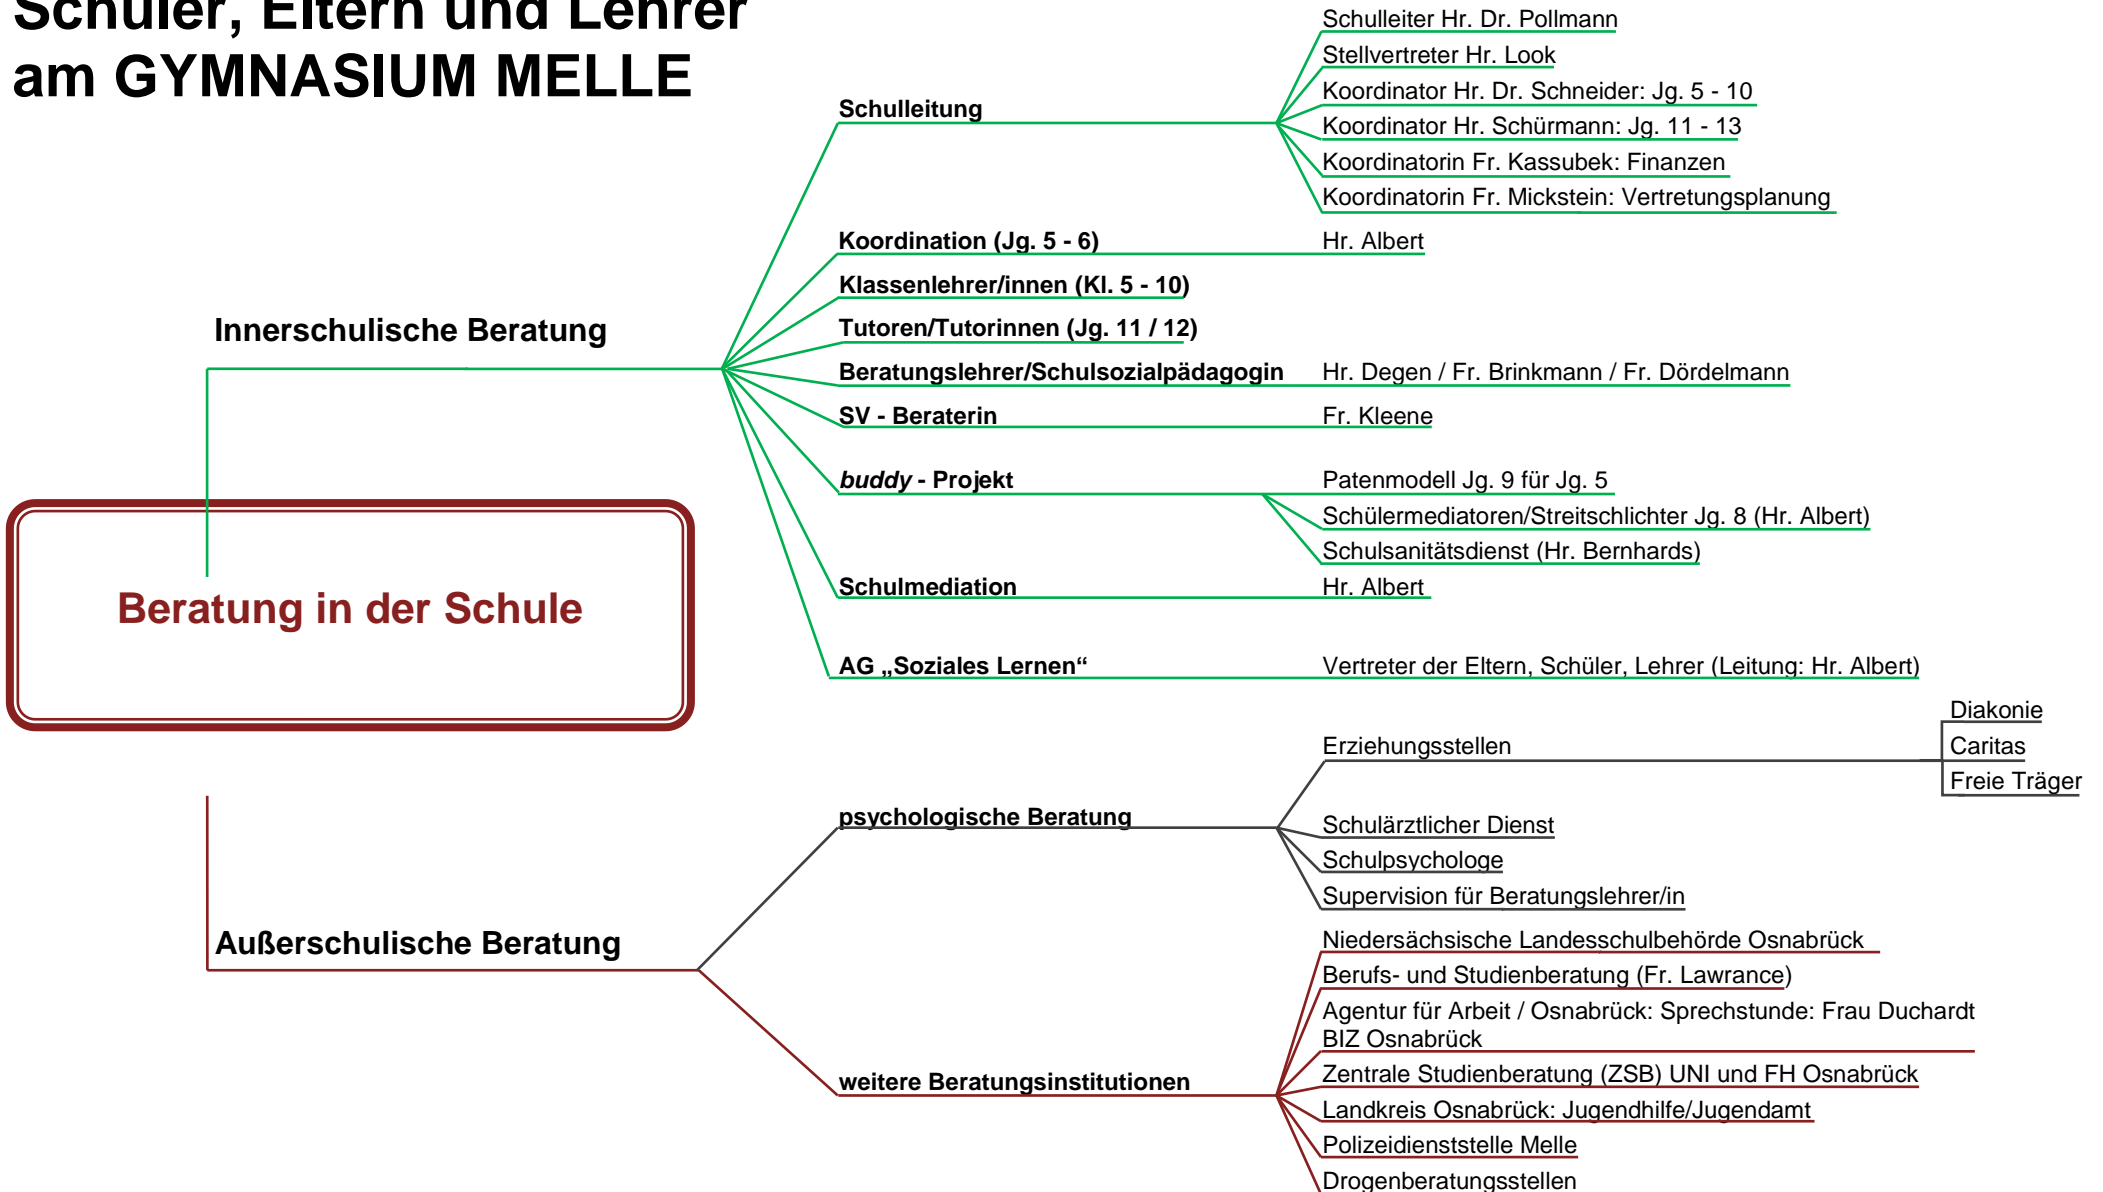 Schüler, Eltern und Lehrer
am GYMNASIUM MELLE
Beratung in der Schule
Innerschulische Beratung
Schulleitung
Schulleiter Hr. Dr. Pollmann
Stellvertreter Hr. Look
Koordinator Hr. Dr. Schneider: Jg. 5 - 10
Koordinator Hr. Schürmann: Jg. 11 - 13
Koordinatorin Fr. Kassubek: Finanzen
Koordinatorin Fr. Mickstein: Vertretungsplanung
Koordination (Jg. 5 - 6)
Hr. Albert
Klassenlehrer/innen (Kl. 5 - 10)
Tutoren/Tutorinnen (Jg. 11 / 12)
Beratungslehrer/Schulsozialpädagogin
Hr. Degen / Fr. Brinkmann / Fr. Dördelmann
SV - Beraterin
Fr. Kleene
buddy - Projekt
Patenmodell Jg. 9 für Jg. 5
Schülermediatoren/Streitschlichter Jg. 8 (Hr. Albert)
Schulsanitätsdienst (Hr. Bernhards)
Schulmediation
Hr. Albert
AG „Soziales Lernen“
Vertreter der Eltern, Schüler, Lehrer (Leitung: Hr. Albert)
Außerschulische Beratung
psychologische Beratung
Erziehungsstellen
Diakonie
Caritas
Freie Träger
Schulärztlicher Dienst
Schulpsychologe
Supervision für Beratungslehrer/in
weitere Beratungsinstitutionen
Niedersächsische Landesschulbehörde Osnabrück
Berufs- und Studienberatung (Fr. Lawrance)
Agentur für Arbeit / Osnabrück: Sprechstunde: Frau Duchardt
BIZ Osnabrück
Zentrale Studienberatung (ZSB) UNI und FH Osnabrück
Landkreis Osnabrück: Jugendhilfe/Jugendamt
Polizeidienststelle Melle
Drogenberatungsstellen